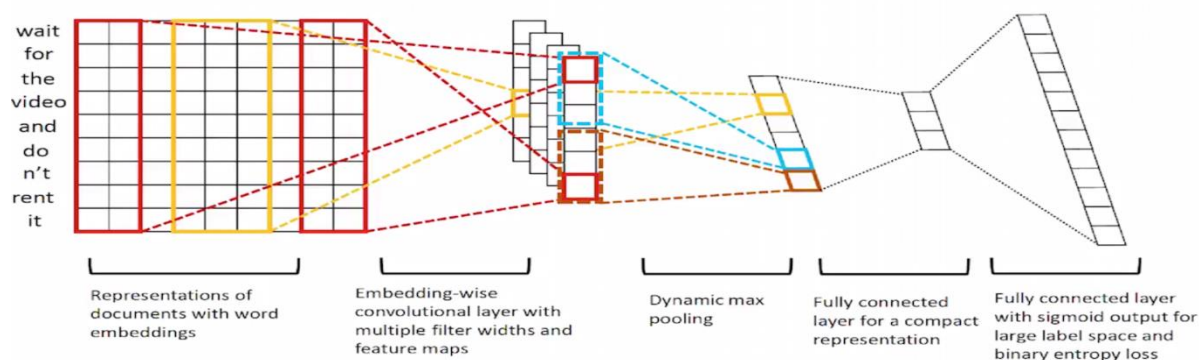 wait
for
the
video
and
do
n't
rent
it
Representations of
documents with word
embeddings
Embedding-wise
convolutional layer with
multiple filter widths and
feature maps
Dynamic max
pooling
Fully connected
layer for a compact
representation
Fully connected layer
with sigmoid output for
large label space and
binary entropy loss